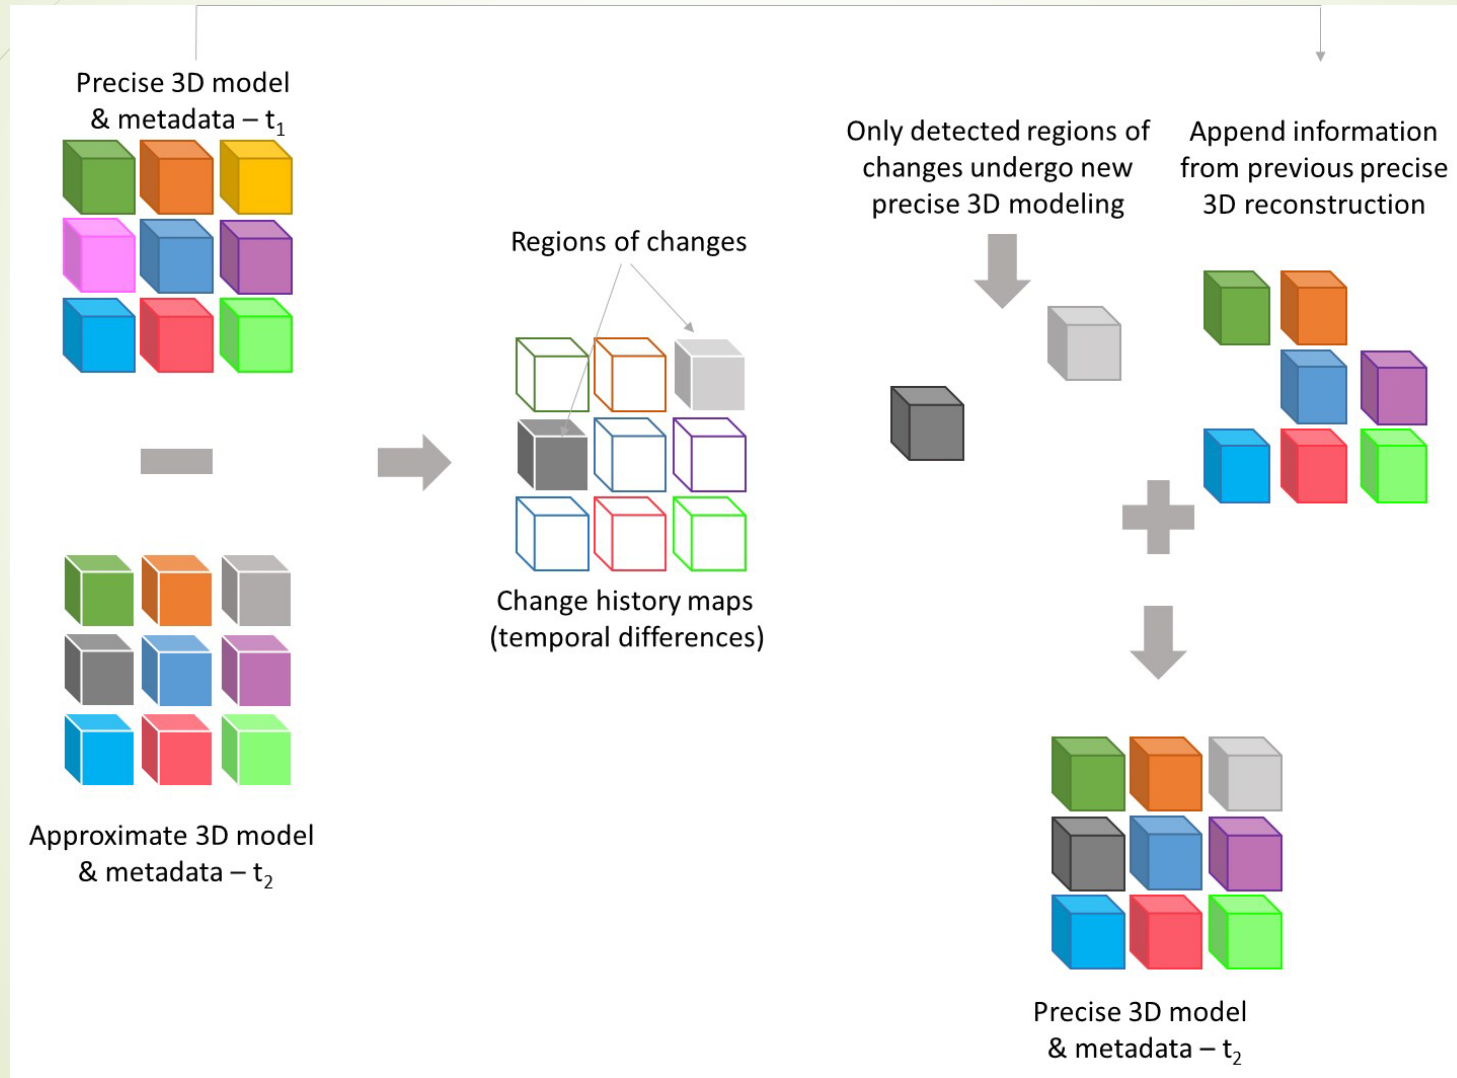 Precise 3D model
& metadata – t₁
Approximate 3D model
& metadata – t₂
Regions of changes
Change history maps
(temporal differences)
Only detected regions of
changes undergo new
precise 3D modeling
Append information
from previous precise
3D reconstruction
Precise 3D model
& metadata – t₂